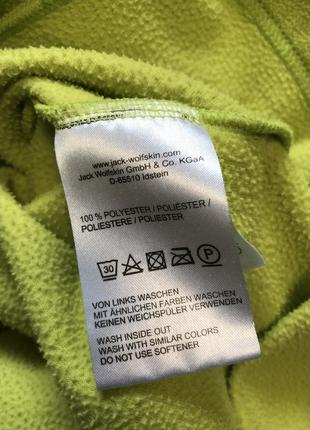 www.jack-wolfskin.com
Jack Wolfskin GmbH & Co. KGaA
D-65510 Idstein
100 % POLYESTER / POLIÉSTER /
POLIESTERE / POLIESTER
30 P
VON LINKS WASCHEN
MIT ÄHNLICHEN FARBEN WASCHEN
KEINEN WEICHSPÜLER VERWENDEN
WASH INSIDE OUT
WASH WITH SIMILAR COLORS
DO NOT USE SOFTENER